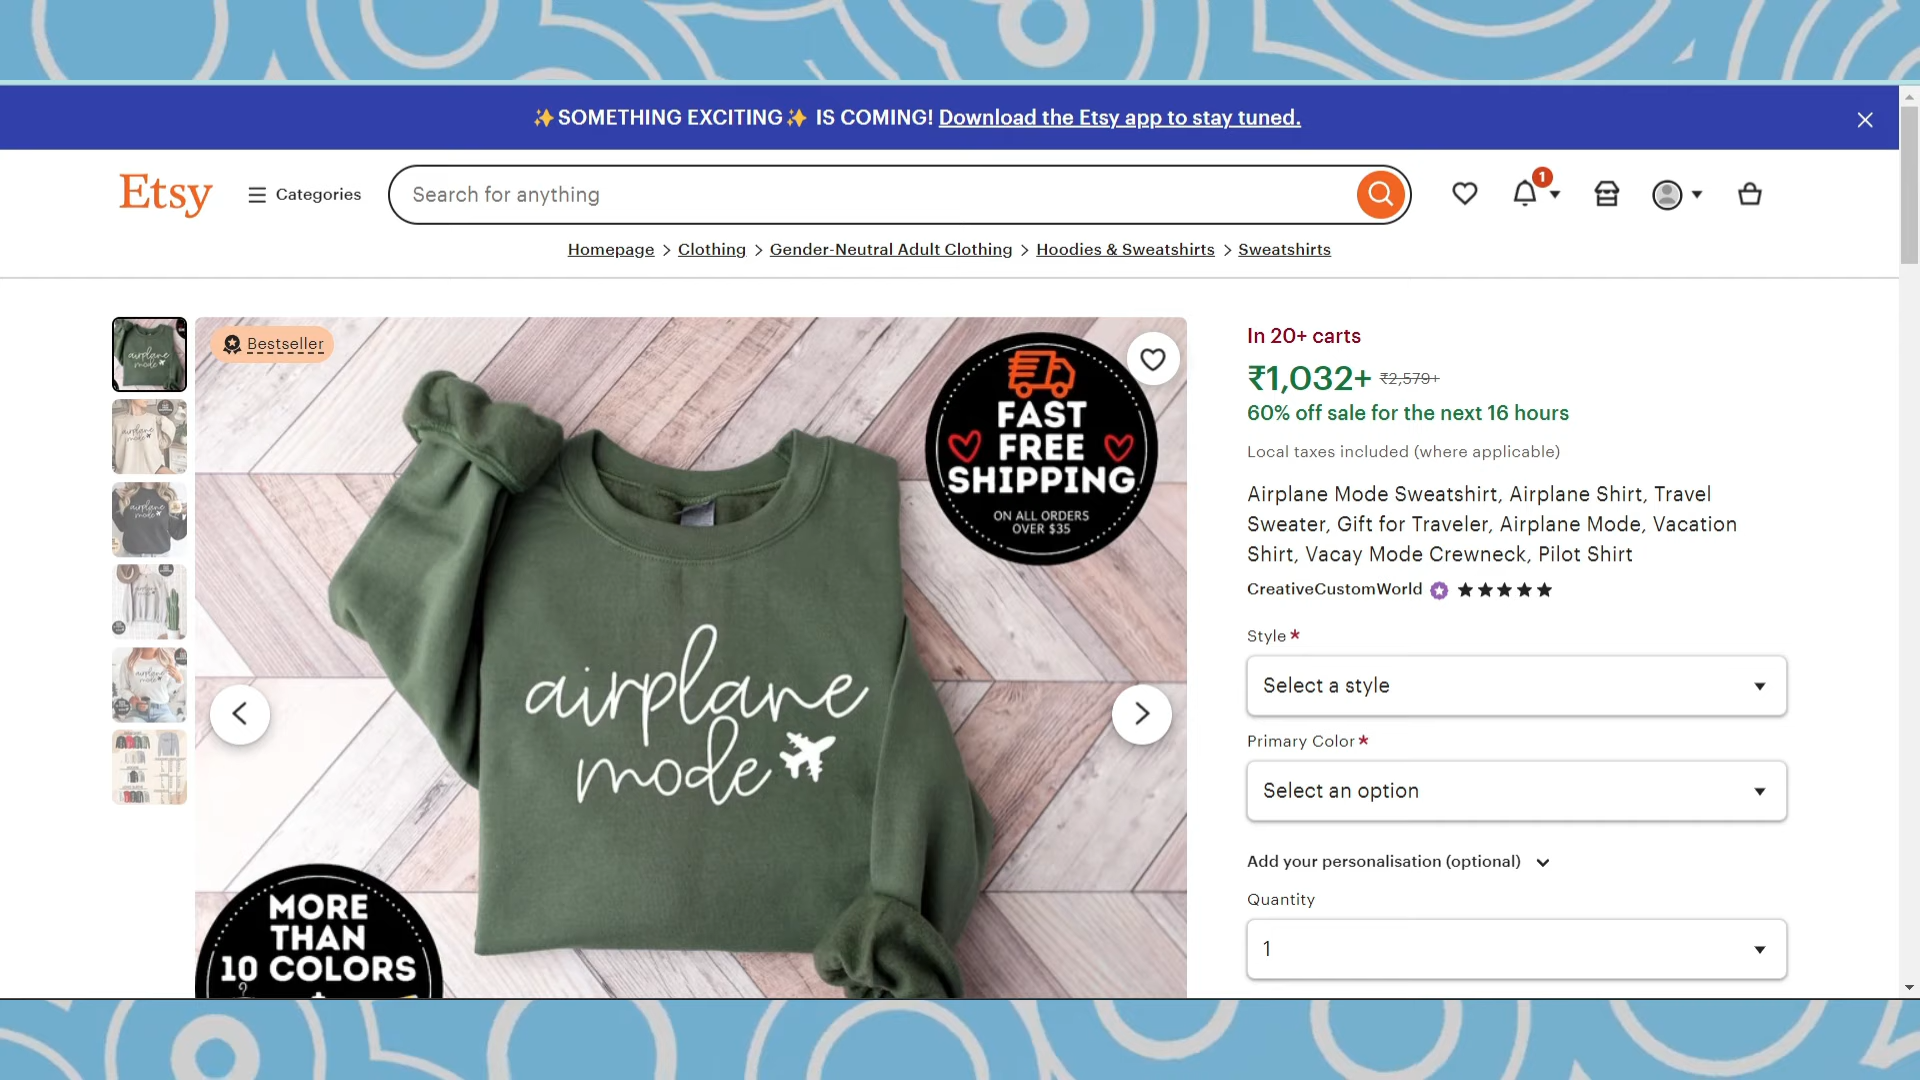 ✨SOMETHING EXCITING✨ IS COMING! Download the Etsy app to stay tuned.
Etsy
Categories
Search for anything
1
Homepage > Clothing > Gender-Neutral Adult Clothing > Hoodies & Sweatshirts > Sweatshirts
Bestseller
FAST
FREE
SHIPPING
ON ALL ORDERS
OVER $35
airplane
mode
MORE
THAN
10 COLORS
In 20+ carts
₹1,032+ ₹2,579+
60% off sale for the next 16 hours
Local taxes included (where applicable)
Airplane Mode Sweatshirt, Airplane Shirt, Travel
Sweater, Gift for Traveler, Airplane Mode, Vacation
Shirt, Vacay Mode Crewneck, Pilot Shirt
CreativeCustomWorld
Style *
Select a style
Primary Color *
Select an option
Add your personalisation (optional)
Quantity
1